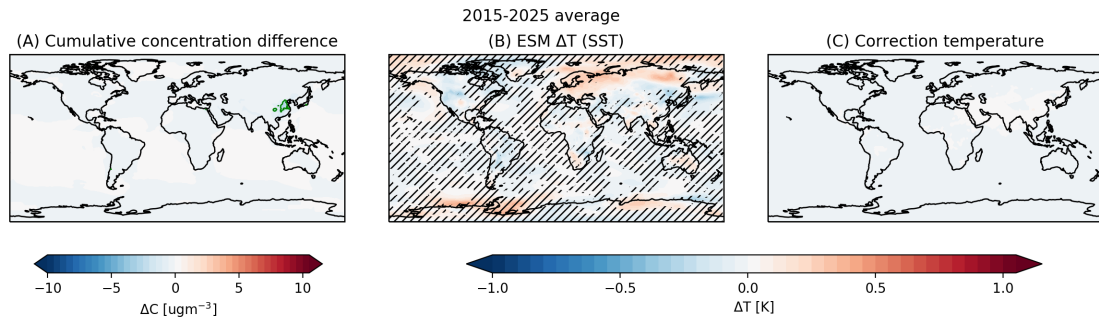 2015-2025 average
(A) Cumulative concentration difference
(B) ESM ΔT (SST)
(C) Correction temperature
−10 −5 0 5 10
ΔC [ugm⁻³]
−1.0 −0.5 0.0 0.5 1.0
ΔT [K]